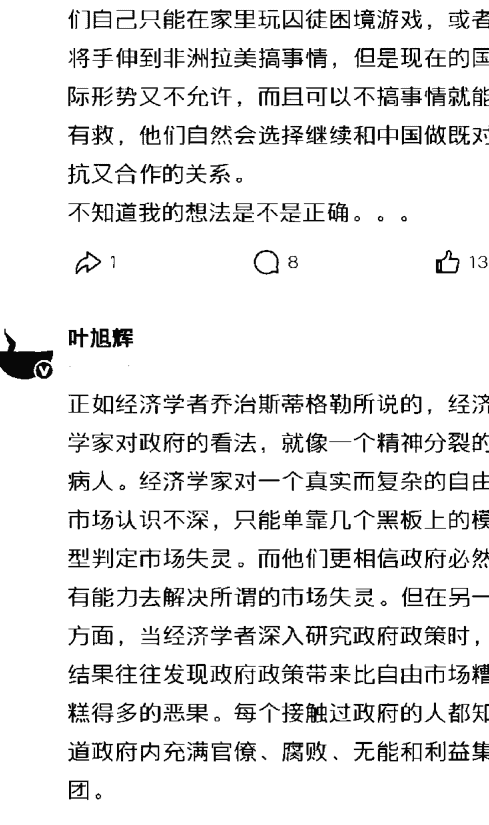 们自己只能在家里玩囚徒困境游戏，或者
将手伸到非洲拉美搞事情，但是现在的国
际形势又不允许，而且可以不搞事情就能
有救，他们自然会选择继续和中国做既对
抗又合作的关系。
不知道我的想法是不是正确。。。
1 8 13
叶旭辉
正如经济学者乔治斯蒂格勒所说的，经济
学家对政府的看法，就像一个精神分裂的
病人。经济学家对一个真实而复杂的自由
市场认识不深，只能单靠几个黑板上的模
型判定市场失灵。而他们更相信政府必然
有能力去解决所谓的市场失灵。但在另一
方面，当经济学者深入研究政府政策时，
结果往往发现政府政策带来比自由市场糟
糕得多的恶果。每个接触过政府的人都知
道政府内充满官僚、腐败、无能和利益集
团。